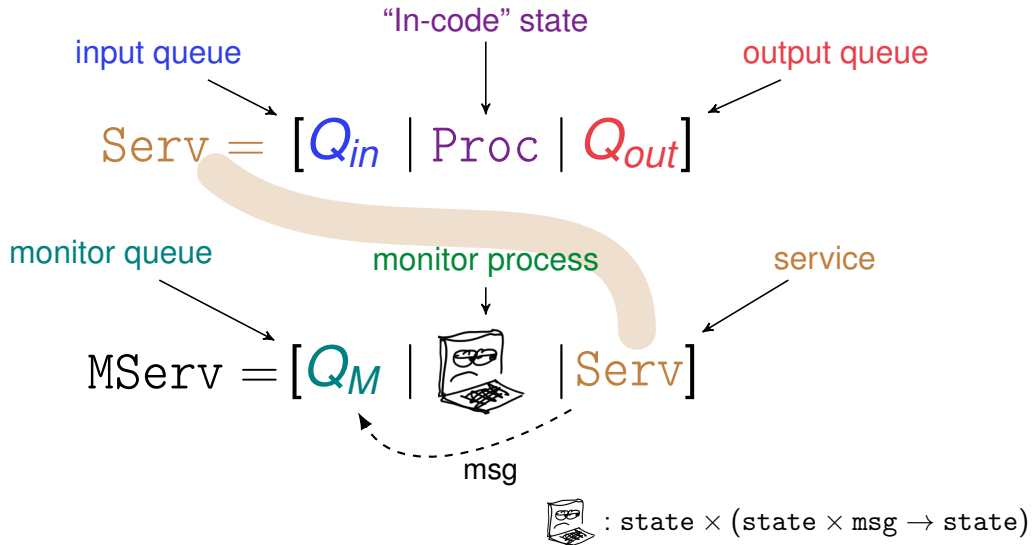 “In-code” state
input queue
output queue
Serv = [Q_in | Proc | Q_out]
monitor queue
monitor process
service
MServ = [Q_M | | Serv]
msg
: state × (state × msg → state)